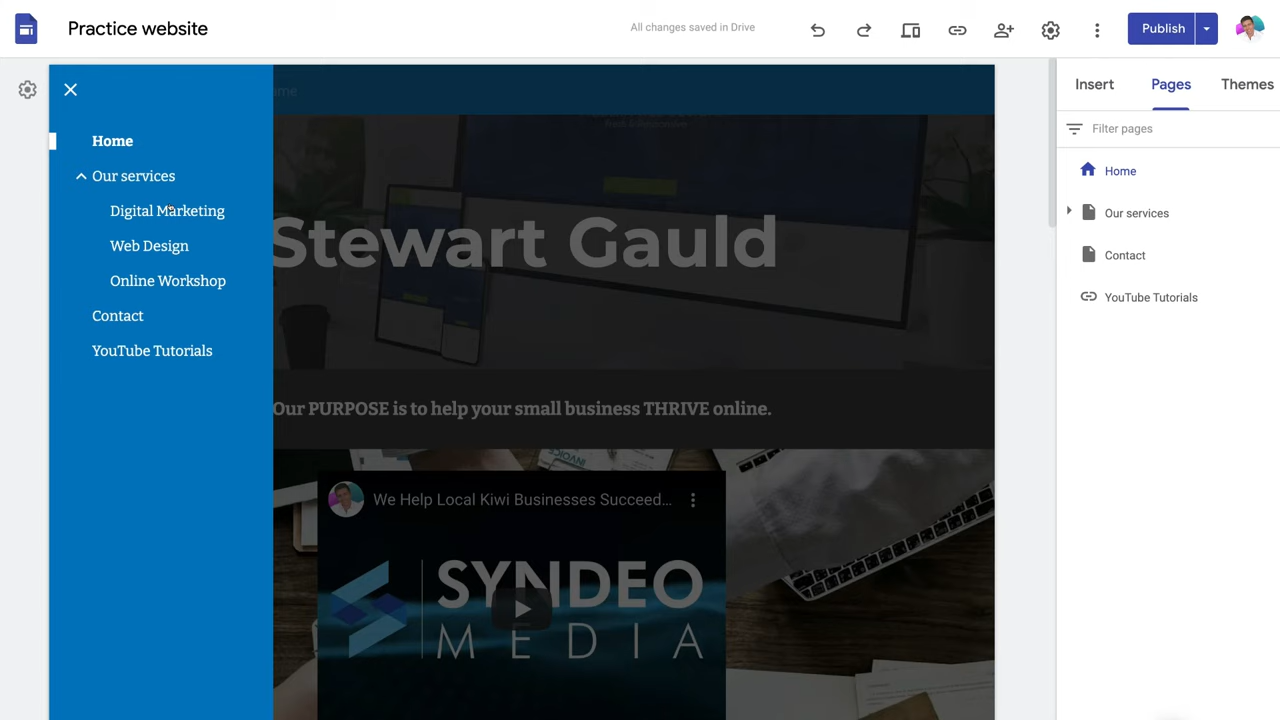 Practice website
All changes saved in Drive
Publish
Insert
Pages
Themes
Filter pages
Home
Our services
Contact
YouTube Tutorials
Home
Our services
Digital Marketing
Web Design
Online Workshop
Contact
YouTube Tutorials
Stewart Gauld
Our PURPOSE is to help your small business THRIVE online.
We Help Local Kiwi Businesses Succeed...
SYNDEO
MEDIA
INVOICE